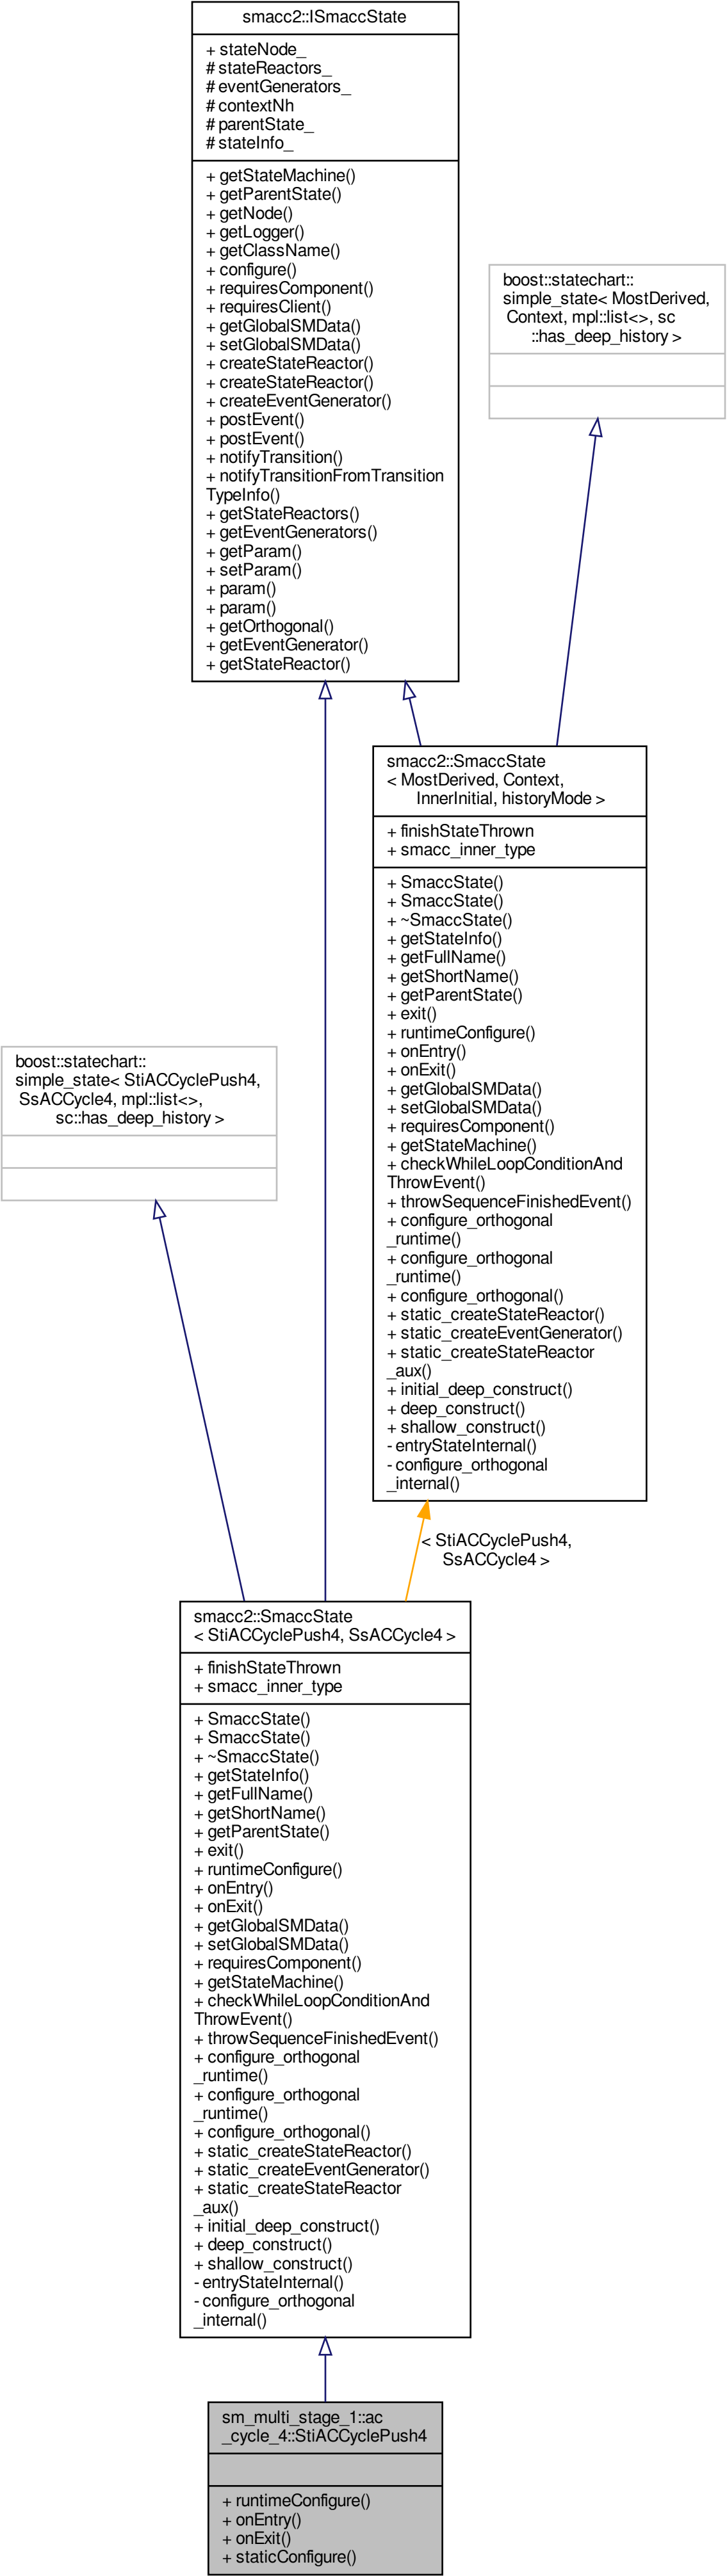 smacc2::ISmaccState
+ stateNode_
# stateReactors_
# eventGenerators_
# contextNh
# parentState_
# stateInfo_
+ getStateMachine()
+ getParentState()
+ getNode()
+ getLogger()
+ getClassName()
+ configure()
+ requiresComponent()
+ requiresClient()
+ getGlobalSMData()
+ setGlobalSMData()
+ createStateReactor()
+ createStateReactor()
+ createEventGenerator()
+ postEvent()
+ postEvent()
+ notifyTransition()
+ notifyTransitionFromTransition
TypeInfo()
+ getStateReactors()
+ getEventGenerators()
+ getParam()
+ setParam()
+ param()
+ param()
+ getOrthogonal()
+ getEventGenerator()
+ getStateReactor()
boost::statechart::
simple_state< MostDerived,
Context, mpl::list<>, sc
::has_deep_history >
smacc2::SmaccState
< MostDerived, Context,
InnerInitial, historyMode >
+ finishStateThrown
+ smacc_inner_type
+ SmaccState()
+ SmaccState()
+ ~SmaccState()
+ getStateInfo()
+ getFullName()
+ getShortName()
+ getParentState()
+ exit()
+ runtimeConfigure()
+ onEntry()
+ onExit()
+ getGlobalSMData()
+ setGlobalSMData()
+ requiresComponent()
+ getStateMachine()
+ checkWhileLoopConditionAnd
ThrowEvent()
+ throwSequenceFinishedEvent()
+ configure_orthogonal
_runtime()
+ configure_orthogonal
_runtime()
+ configure_orthogonal()
+ static_createStateReactor()
+ static_createEventGenerator()
+ static_createStateReactor
_aux()
+ initial_deep_construct()
+ deep_construct()
+ shallow_construct()
- entryStateInternal()
- configure_orthogonal
_internal()
boost::statechart::
simple_state< StiACCyclePush4,
SsACCycle4, mpl::list<>,
sc::has_deep_history >
< StiACCyclePush4,
SsACCycle4 >
smacc2::SmaccState
< StiACCyclePush4, SsACCycle4 >
+ finishStateThrown
+ smacc_inner_type
+ SmaccState()
+ SmaccState()
+ ~SmaccState()
+ getStateInfo()
+ getFullName()
+ getShortName()
+ getParentState()
+ exit()
+ runtimeConfigure()
+ onEntry()
+ onExit()
+ getGlobalSMData()
+ setGlobalSMData()
+ requiresComponent()
+ getStateMachine()
+ checkWhileLoopConditionAnd
ThrowEvent()
+ throwSequenceFinishedEvent()
+ configure_orthogonal
_runtime()
+ configure_orthogonal
_runtime()
+ configure_orthogonal()
+ static_createStateReactor()
+ static_createEventGenerator()
+ static_createStateReactor
_aux()
+ initial_deep_construct()
+ deep_construct()
+ shallow_construct()
- entryStateInternal()
- configure_orthogonal
_internal()
sm_multi_stage_1::ac
_cycle_4::StiACCyclePush4
+ runtimeConfigure()
+ onEntry()
+ onExit()
+ staticConfigure()